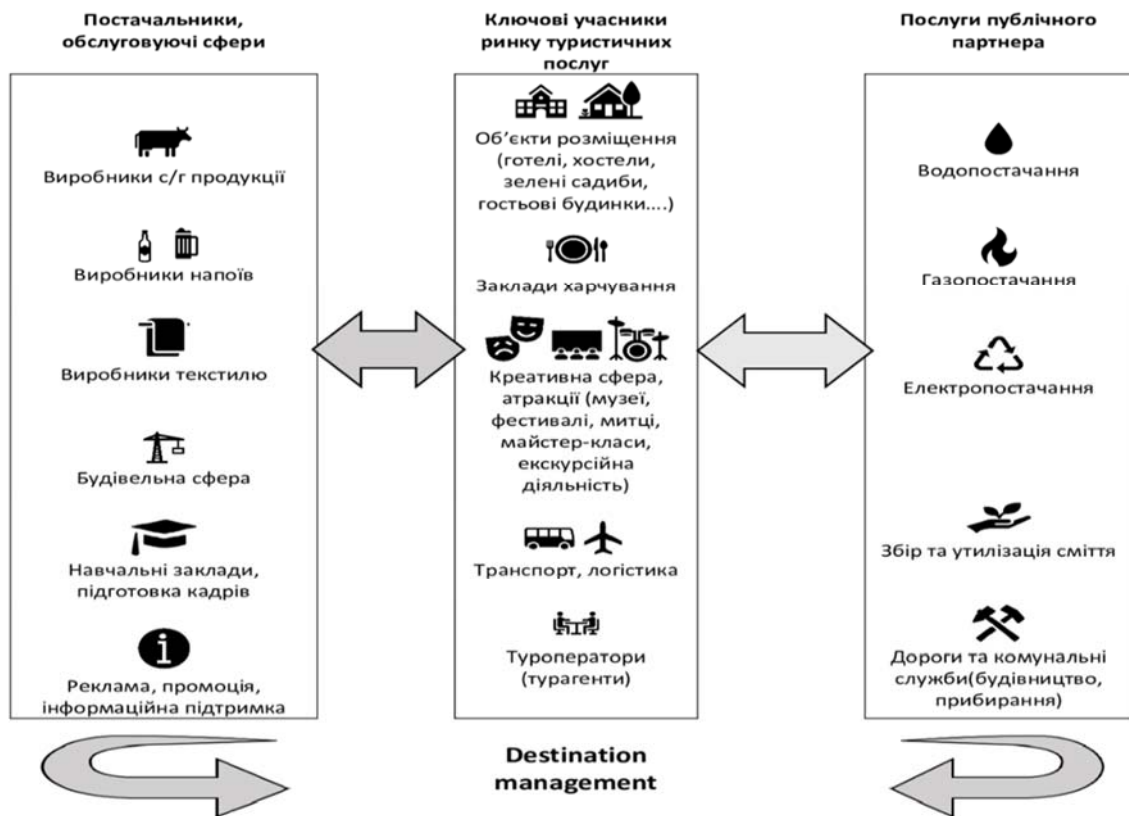 Постачальники,
обслуговуючі сфери
Виробники с/г продукції
Виробники напоїв
Виробники текстилю
Будівельна сфера
Навчальні заклади,
підготовка кадрів
Реклама, промоція,
інформаційна підтримка
Ключові учасники
ринку туристичних
послуг
Об’єкти розміщення
(готелі, хостели,
зелені садиби,
гостьові будинки....)
Заклади харчування
Креативна сфера,
атракції (музеї,
фестивалі, митці,
майстер-класи,
екскурсійна
діяльність)
Транспорт, логістика
Туроператори
(турагенти)
Послуги публічного
партнера
Водопостачання
Газопостачання
Електропостачання
Збір та утилізація сміття
Дороги та комунальні
служби(будівництво,
прибирання)
Destination
management